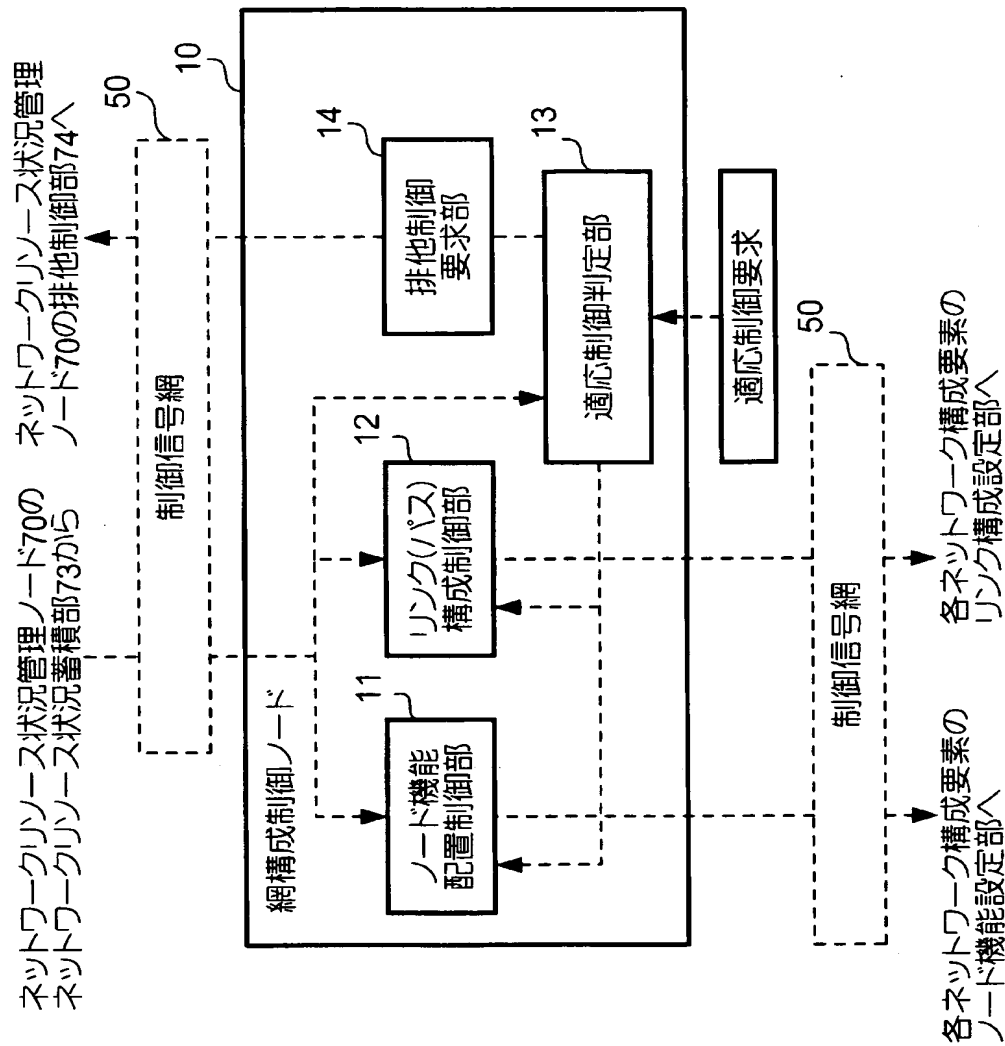 ネットワークリソース状況管理ノード70の
ネットワークリソース状況蓄積部73から
ネットワークリソース状況管理
ノード70の排他制御部74へ
50
制御信号網
10
網構成制御ノード
11
ノード機能
配置制御部
12
リンク(パス)
構成制御部
14
排他制御
要求部
13
適応制御判定部
適応制御要求
50
制御信号網
各ネットワーク構成要素の
ノード機能設定部へ
各ネットワーク構成要素の
リンク構成設定部へ